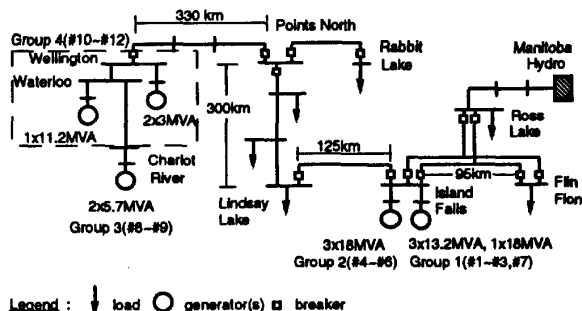 330 km
Points North
Group 4(#10~#12)
Wellington
Waterloo
Rabbit
Lake
Manitoba
Hydro
2x3MVA
300km
1x11.2MVA
Ross
Lake
Charlot
River
125km
95km
Lindsay
Lake
Island
Falls
Flin
Flon
2x5.7MVA
Group 3(#8~#9)
3x18MVA
Group 2(#4~#6)
3x13.2MVA, 1x18MVA
Group 1(#1~#3,#7)
Legend : load generator(s) breaker